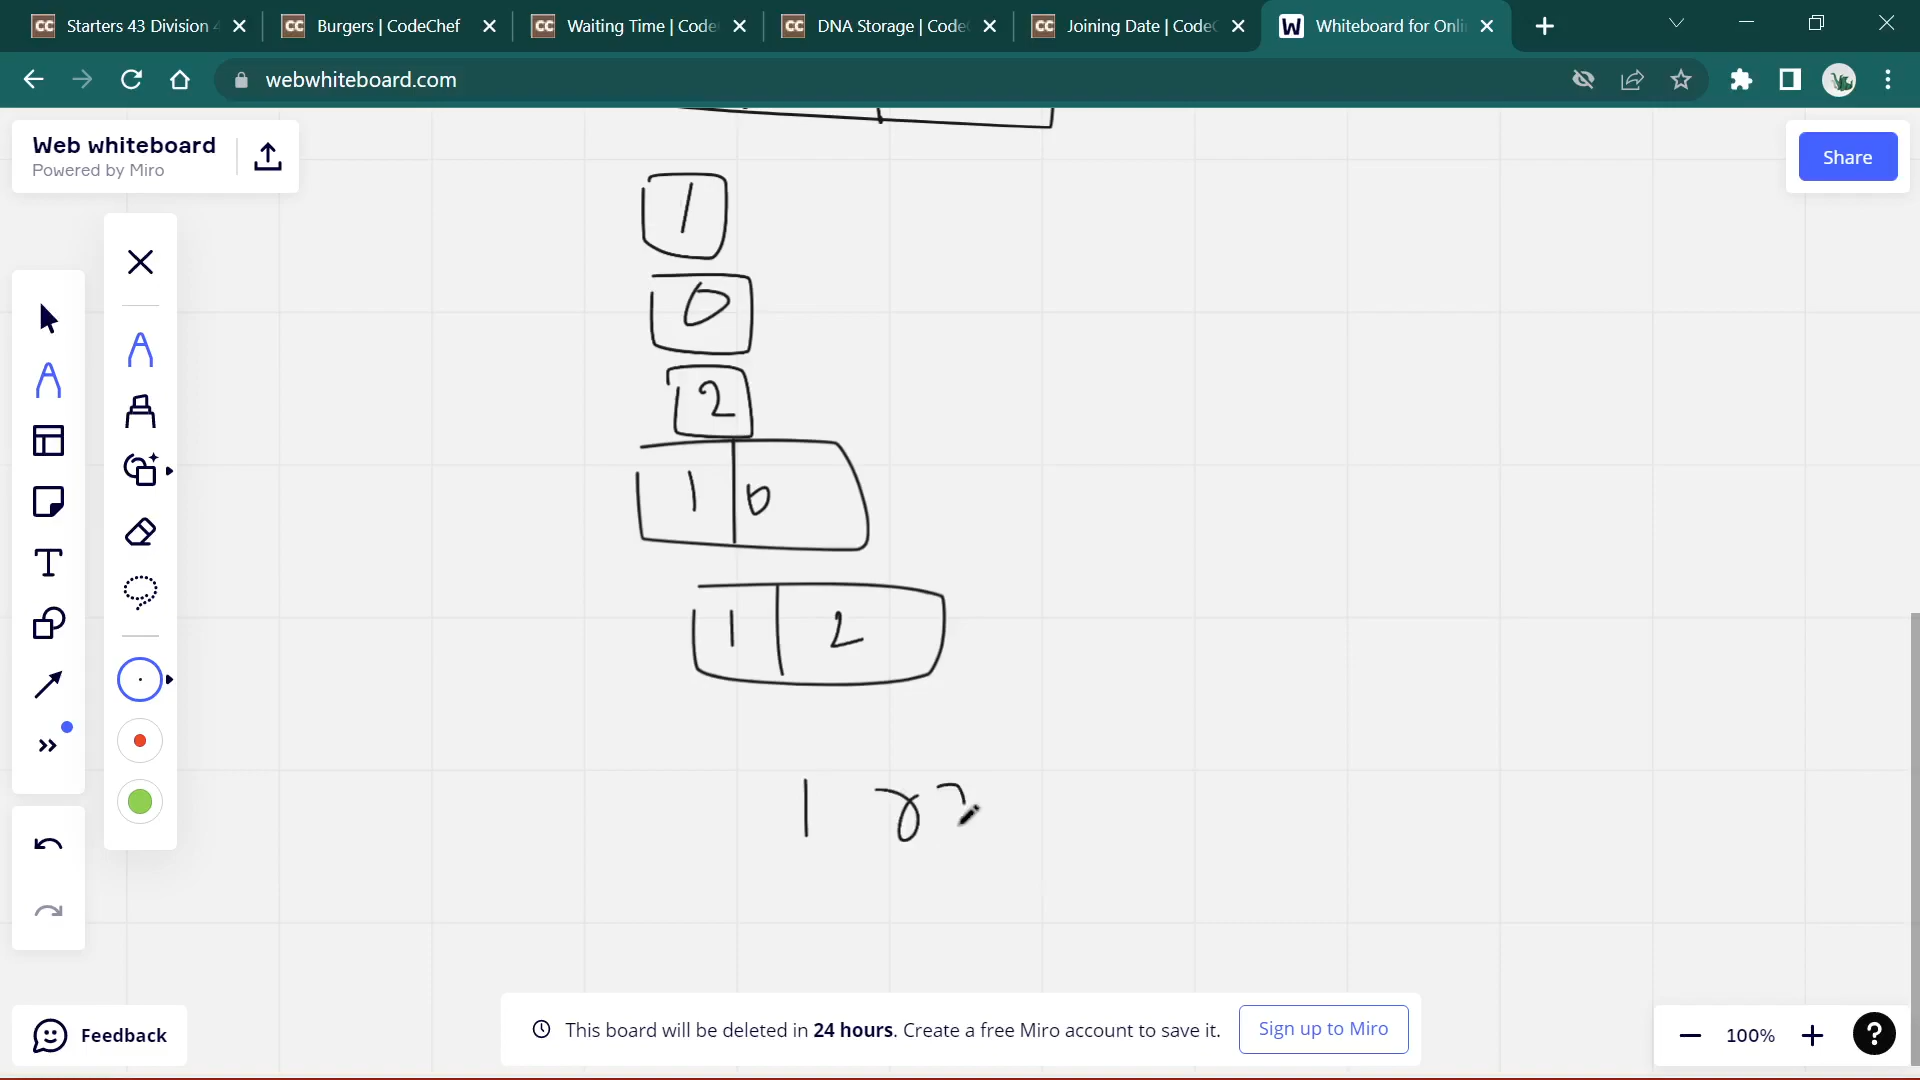 Starters 43 Division 4
Burgers | CodeChef
Waiting Time | Code
DNA Storage | Code
Joining Date | CodeC
Whiteboard for Onli
webwhiteboard.com
Web whiteboard
Powered by Miro
Share
1
0
2
1 0
1 2
1
Feedback
This board will be deleted in 24 hours. Create a free Miro account to save it.
Sign up to Miro
100%